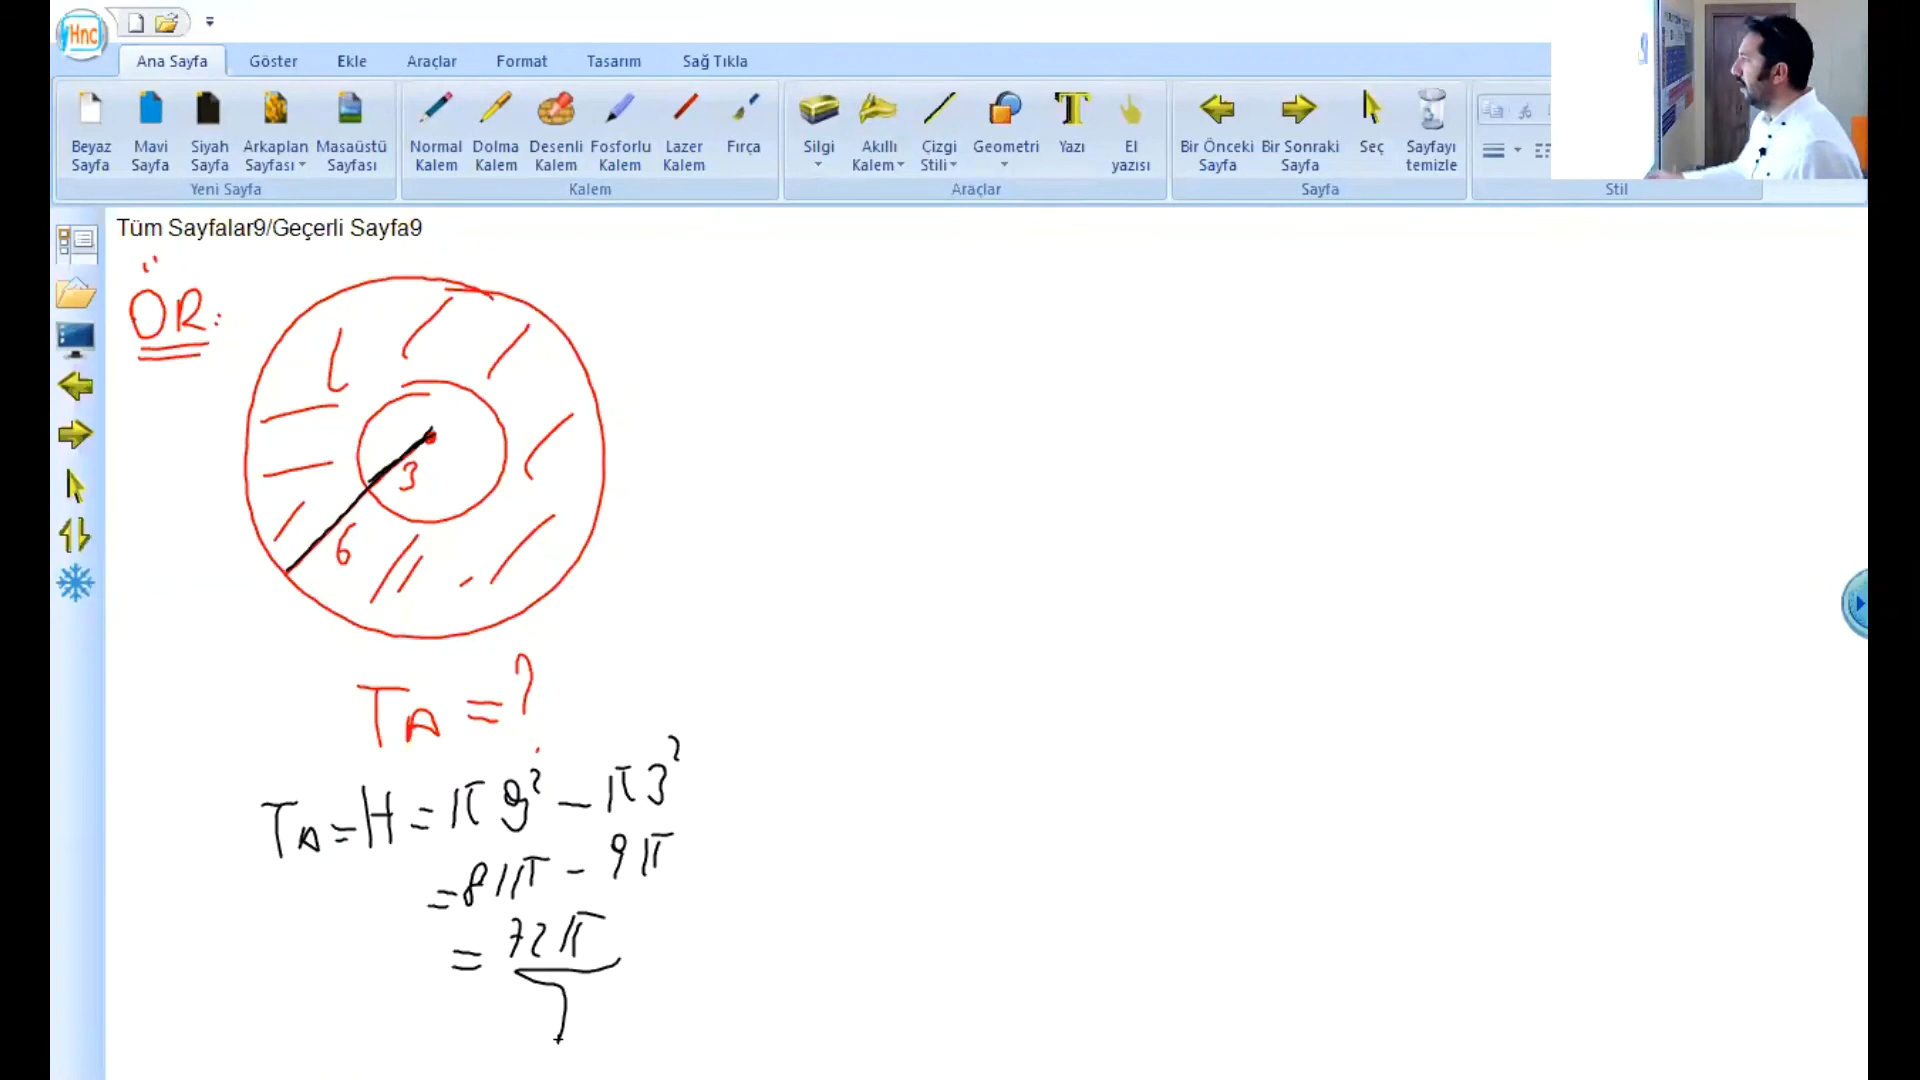 Hnc
Ana Sayfa Göster Ekle Araçlar Format Tasarım Sağ Tıkla
Beyaz Sayfa Mavi Sayfa Siyah Sayfa Arkaplan Sayfası Masaüstü Sayfası
Yeni Sayfa
Normal Kalem Dolma Kalem Desenli Kalem Fosforlu Kalem Lazer Kalem Fırça
Kalem
Silgi Akıllı Kalem Çizgi Stili Geometri Yazı El yazısı
Araçlar
Bir Önceki Sayfa Bir Sonraki Sayfa Seç Sayfayı temizle
Sayfa
Stil
Tüm Sayfalar9/Geçerli Sayfa9
ÖR:
3
6
TA = ?
TA = H = π 9² − π 3²
= 81π − 9π
= 72π